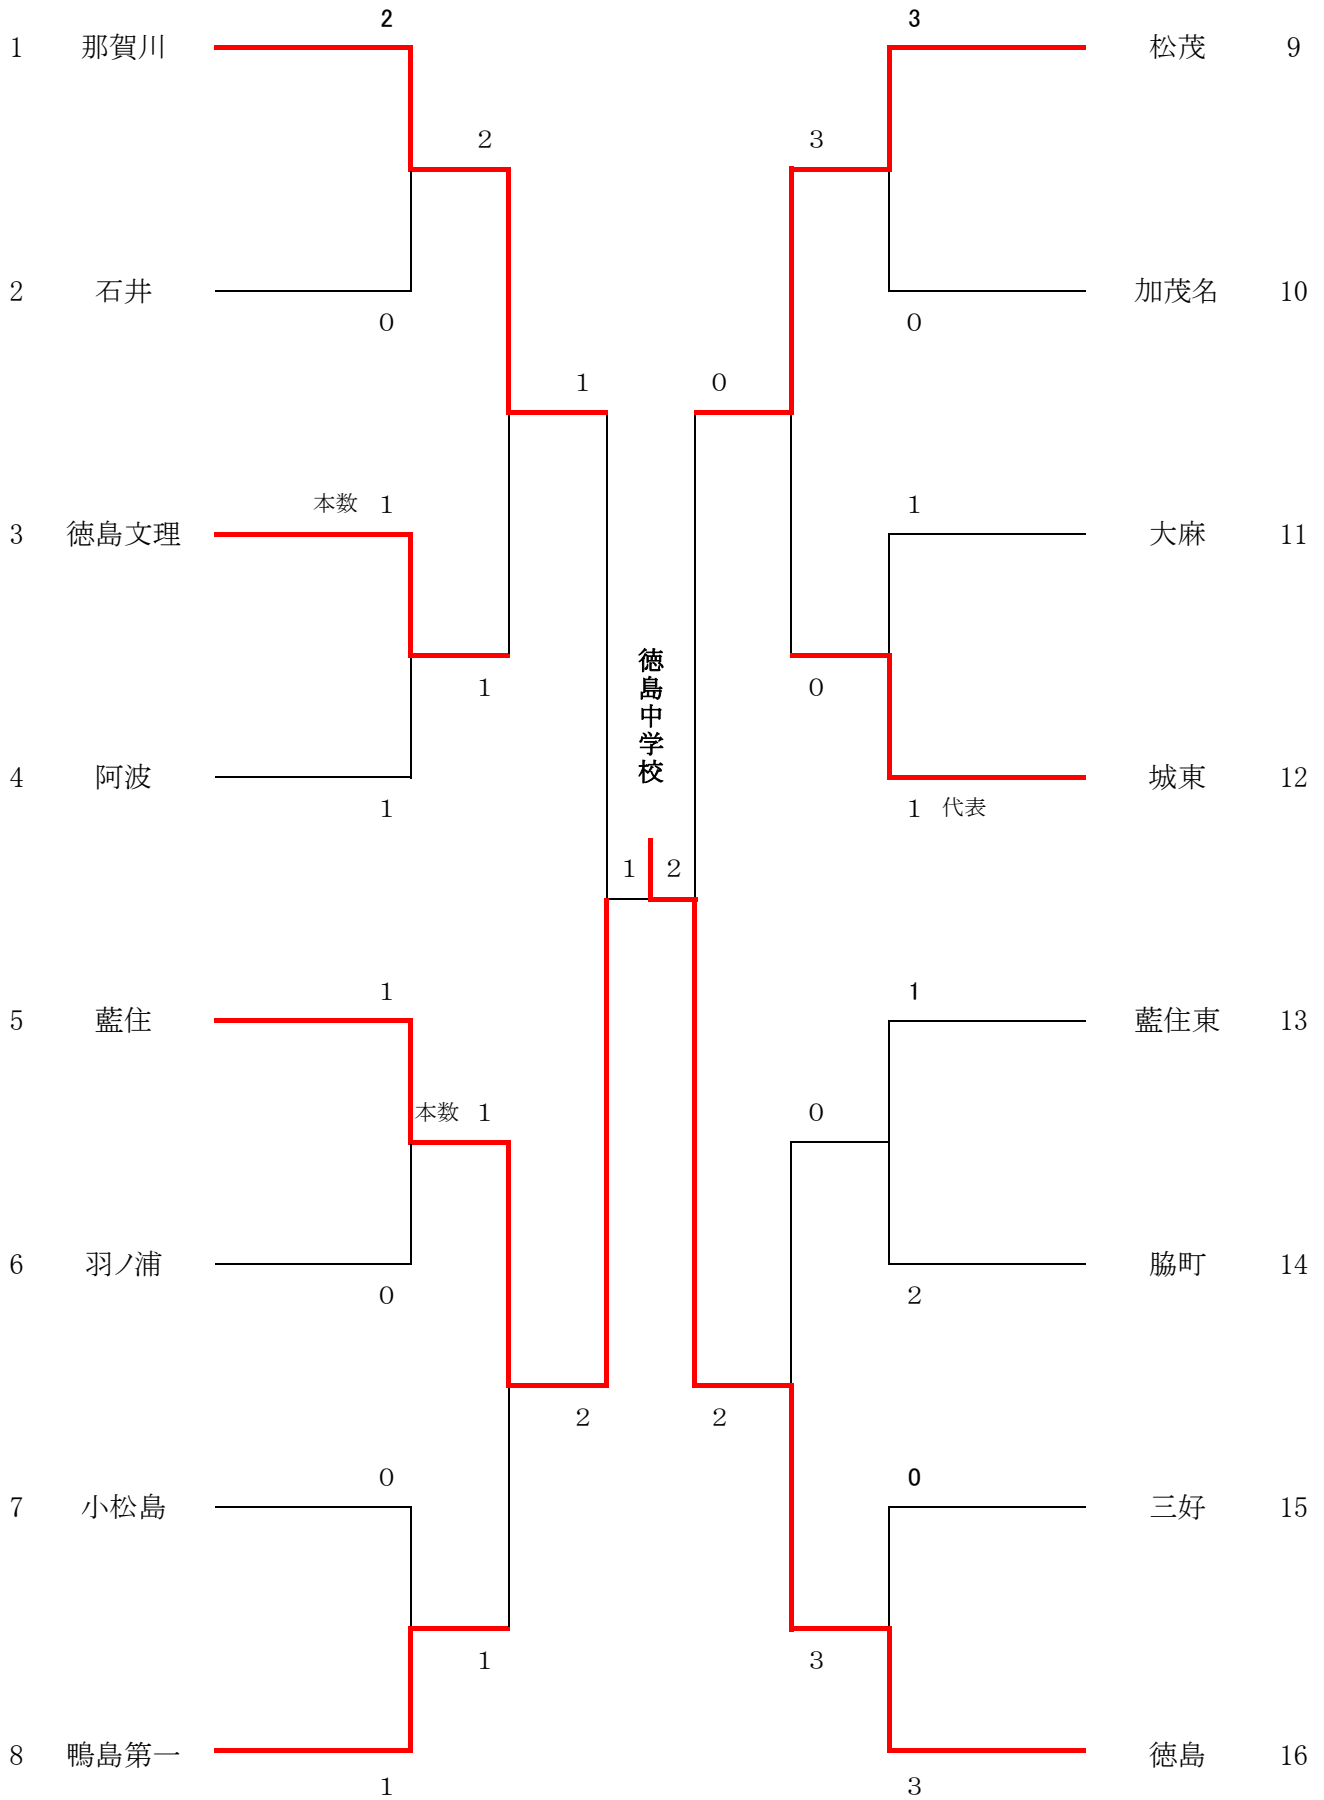 2
3
1 那賀川
松茂 9
2
3
2 石井
加茂名 10
0
0
1
0
本数 1
1
3 徳島文理
大麻 11
徳島中学校
1
0
4 阿波
城東 12
1
1 代表
1 2
1
1
5 藍住
藍住東 13
本数 1
0
6 羽ノ浦
脇町 14
0
2
2
2
0
0
7 小松島
三好 15
1
3
8 鴨島第一
徳島 16
1
3